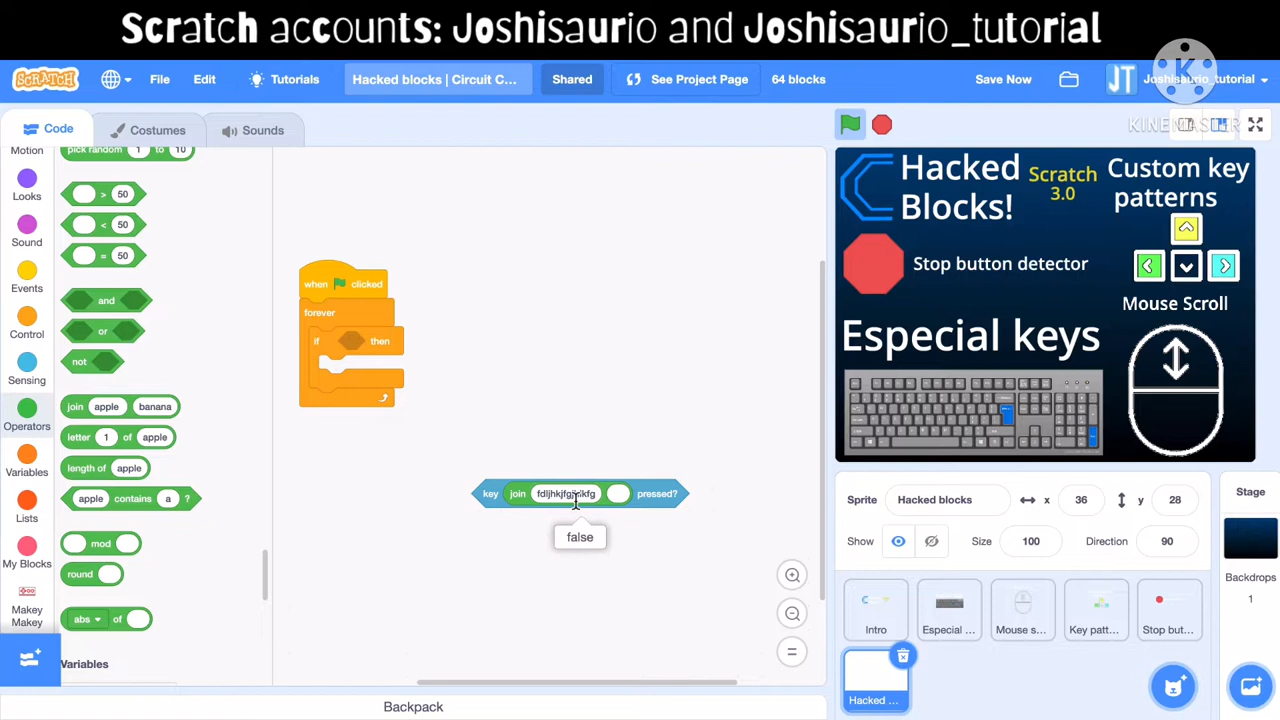 Scratch accounts: Joshisaurio and Joshisaurio_tutorial
SCRATCH
File
Edit
Tutorials
Hacked blocks | Circuit C...
Shared
See Project Page
64 blocks
Save Now
JT
Joshisaurio_tutorial
K
KINEMASTER
Code
Costumes
Sounds
Motion
Looks
Sound
Events
Control
Sensing
Operators
Variables
Lists
My Blocks
Makey
Makey
pick random 1 to 10
> 50
< 50
= 50
and
or
not
join apple banana
letter 1 of apple
length of apple
apple contains a ?
mod
round
abs of
Variables
when clicked
forever
if then
key join pressed?
false
Hacked
Blocks!
Scratch
3.0
Custom key
patterns
Stop button detector
Mouse Scroll
Especial keys
Sprite
Hacked blocks
x
36
y
28
Show
Size
100
Direction
90
Stage
Backdrops
1
Intro
Especial ...
Mouse s...
Key patt...
Stop but...
Hacked ...
Backpack